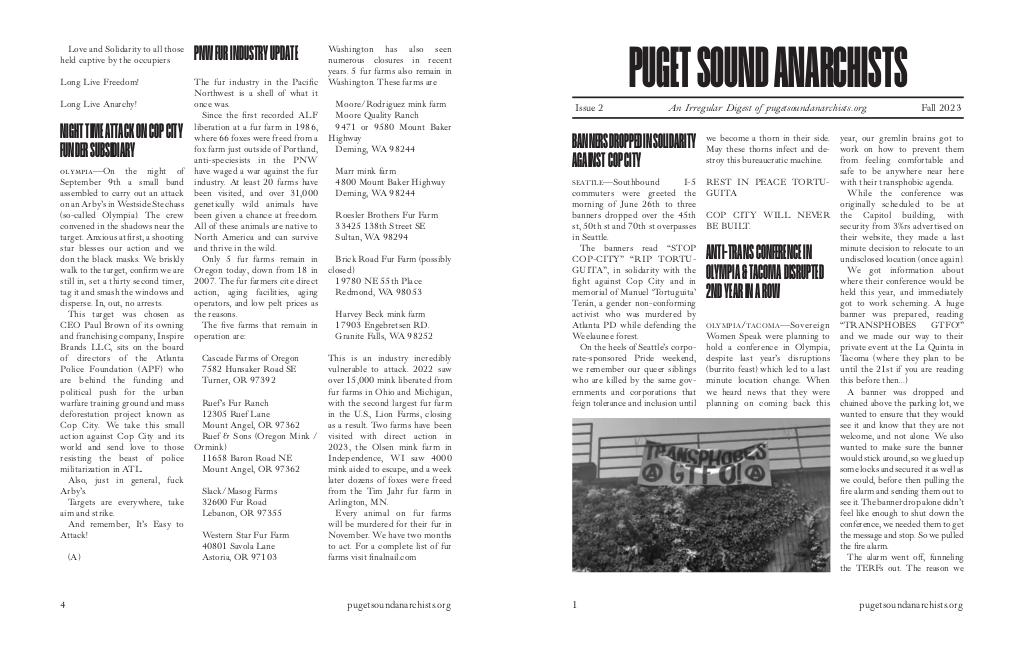 Love and Solidarity to all those
held captive by the occupiers
Long Live Freedom!
Long Live Anarchy!
NIGHT TIME ATTACK ON COP CITY
FUNDER SUBSIDIARY
OLYMPIA—On the night of
September 9th a small band
assembled to carry out an attack
on an Arby's in Westside Stechass
(so-called Olympia) The crew
convened in the shadows near the
target. Anxious at first, a shooting
star blesses our action and we
don the black masks. We briskly
walk to the target, confirm we are
still in, set a thirty second timer,
tag it and smash the windows and
disperse. In, out, no arrests.
This target was chosen as
CEO Paul Brown of its owning
and franchising company, Inspire
Brands LLC, sits on the board
of directors of the Atlanta
Police Foundation (APF) who
are behind the funding and
political push for the urban
warfare training ground and mass
deforestation project known as
Cop City. We take this small
action against Cop City and its
world and send love to those
resisting the beast of police
militarization in ATL.
Also, just in general, fuck
Arby's.
Targets are everywhere, take
aim and strike.
And remember, It's Easy to
Attack!
(A)
PNW FUR INDUSTRY UPDATE
The fur industry in the Pacific
Northwest is a shell of what it
once was.
Since the first recorded ALF
liberation at a fur farm in 1986,
where 66 foxes were freed from a
fox farm just outside of Portland,
anti-speciesists in the PNW
have waged a war against the fur
industry. At least 20 farms have
been visited, and over 31,000
genetically wild animals have
been given a chance at freedom.
All of these animals are native to
North America and can survive
and thrive in the wild.
Only 5 fur farms remain in
Oregon today, down from 18 in
2007. The fur farmers cite direct
action, aging facilities, aging
operators, and low pelt prices as
the reasons.
The five farms that remain in
operation are:
Cascade Farms of Oregon
7582 Hunsaker Road SE
Turner, OR 97392
Ruef's Fur Ranch
12305 Ruef Lane
Mount Angel, OR 97362
Ruef & Sons (Oregon Mink /
Ormink)
11658 Baron Road NE
Mount Angel, OR 97362
Slack/Masog Farms
32600 Fur Road
Lebanon, OR 97355
Western Star Fur Farm
40801 Savola Lane
Astoria, OR 97103
Washington has also seen
numerous closures in recent
years. 5 fur farms also remain in
Washington. These farms are
Moore/Rodriguez mink farm
Moore Quality Ranch
9471 or 9580 Mount Baker
Highway
Deming, WA 98244
Marr mink farm
4800 Mount Baker Highway
Deming, WA 98244
Roesler Brothers Fur Farm
33425 138th Street SE
Sultan, WA 98294
Brick Road Fur Farm (possibly
closed)
19780 NE 55th Place
Redmond, WA 98053
Harvey Beck mink farm
17903 Engebretsen RD.
Granite Falls, WA 98252
This is an industry incredibly
vulnerable to attack. 2022 saw
over 15,000 mink liberated from
fur farms in Ohio and Michigan,
with the second largest fur farm
in the U.S, Lion Farms, closing
as a result. Two farms have been
visited with direct action in
2023, the Olsen mink farm in
Independence, WI saw 4000
mink aided to escape, and a week
later dozens of foxes were freed
from the Tim Jahr fur farm in
Arlington, MN.
Every animal on fur farms
will be murdered for their fur in
November. We have two months
to act. For a complete list of fur
farms visit finalnail.com
4
pugetsoundanarchists.org
PUGET SOUND ANARCHISTS
Issue 2
An Irregular Digest of pugetsoundanarchists.org
Fall 2023
BANNERS DROPPED IN SOLIDARITY
AGAINST COP CITY
SEATTLE—Southbound I-5
commuters were greeted the
morning of June 26th to three
banners dropped over the 45th
st, 50th st and 70th st overpasses
in Seattle.
The banners read "STOP
COP-CITY" "RIP TORTU-
GUITA", in solidarity with the
fight against Cop City and in
memorial of Manuel 'Tortuguita'
Terán, a gender non-conforming
activist who was murdered by
Atlanta PD while defending the
Weelaunee forest.
On the heels of Seattle's corpo-
rate-sponsored Pride weekend,
we remember our queer siblings
who are killed by the same gov-
ernments and corporations that
feign tolerance and inclusion until
we become a thorn in their side.
May these thorns infect and de-
stroy this bureaucratic machine.
REST IN PEACE TORTU-
GUITA
COP CITY WILL NEVER
BE BUILT.
ANTI-TRANS CONFERENCE IN
OLYMPIA & TACOMA DISRUPTED
2ND YEAR IN A ROW
OLYMPIA/TACOMA—Sovereign
Women Speak were planning to
hold a conference in Olympia,
despite last year's disruptions
(burrito feast) which led to a last
minute location change. When
we heard news that they were
planning on coming back this
TRANSPHOBES
GTFO!
year, our gremlin brains got to
work on how to prevent them
from feeling comfortable and
safe to be anywhere near here
with their transphobic agenda.
While the conference was
originally scheduled to be at
the Capitol building, with
security from 3%rs advertised on
their website, they made a last
minute decision to relocate to an
undisclosed location (once again).
We got information about
where their conference would be
held this year, and immediately
got to work scheming. A huge
banner was prepared, reading
"TRANSPHOBES GTFO!"
and we made our way to their
private event at the La Quinta in
Tacoma (where they plan to be
until the 21st if you are reading
this before then...)
A banner was dropped and
chained above the parking lot, we
wanted to ensure that they would
see it and know that they are not
welcome, and not alone. We also
wanted to make sure the banner
would stick around, so we glued up
some locks and secured it as well as
we could, before then pulling the
fire alarm and sending them out to
see it. The banner drop alone didn't
feel like enough to shut down the
conference, we needed them to get
the message and stop. So we pulled
the fire alarm.
The alarm went off, funneling
the TERFs out. The reason we
1
pugetsoundanarchists.org